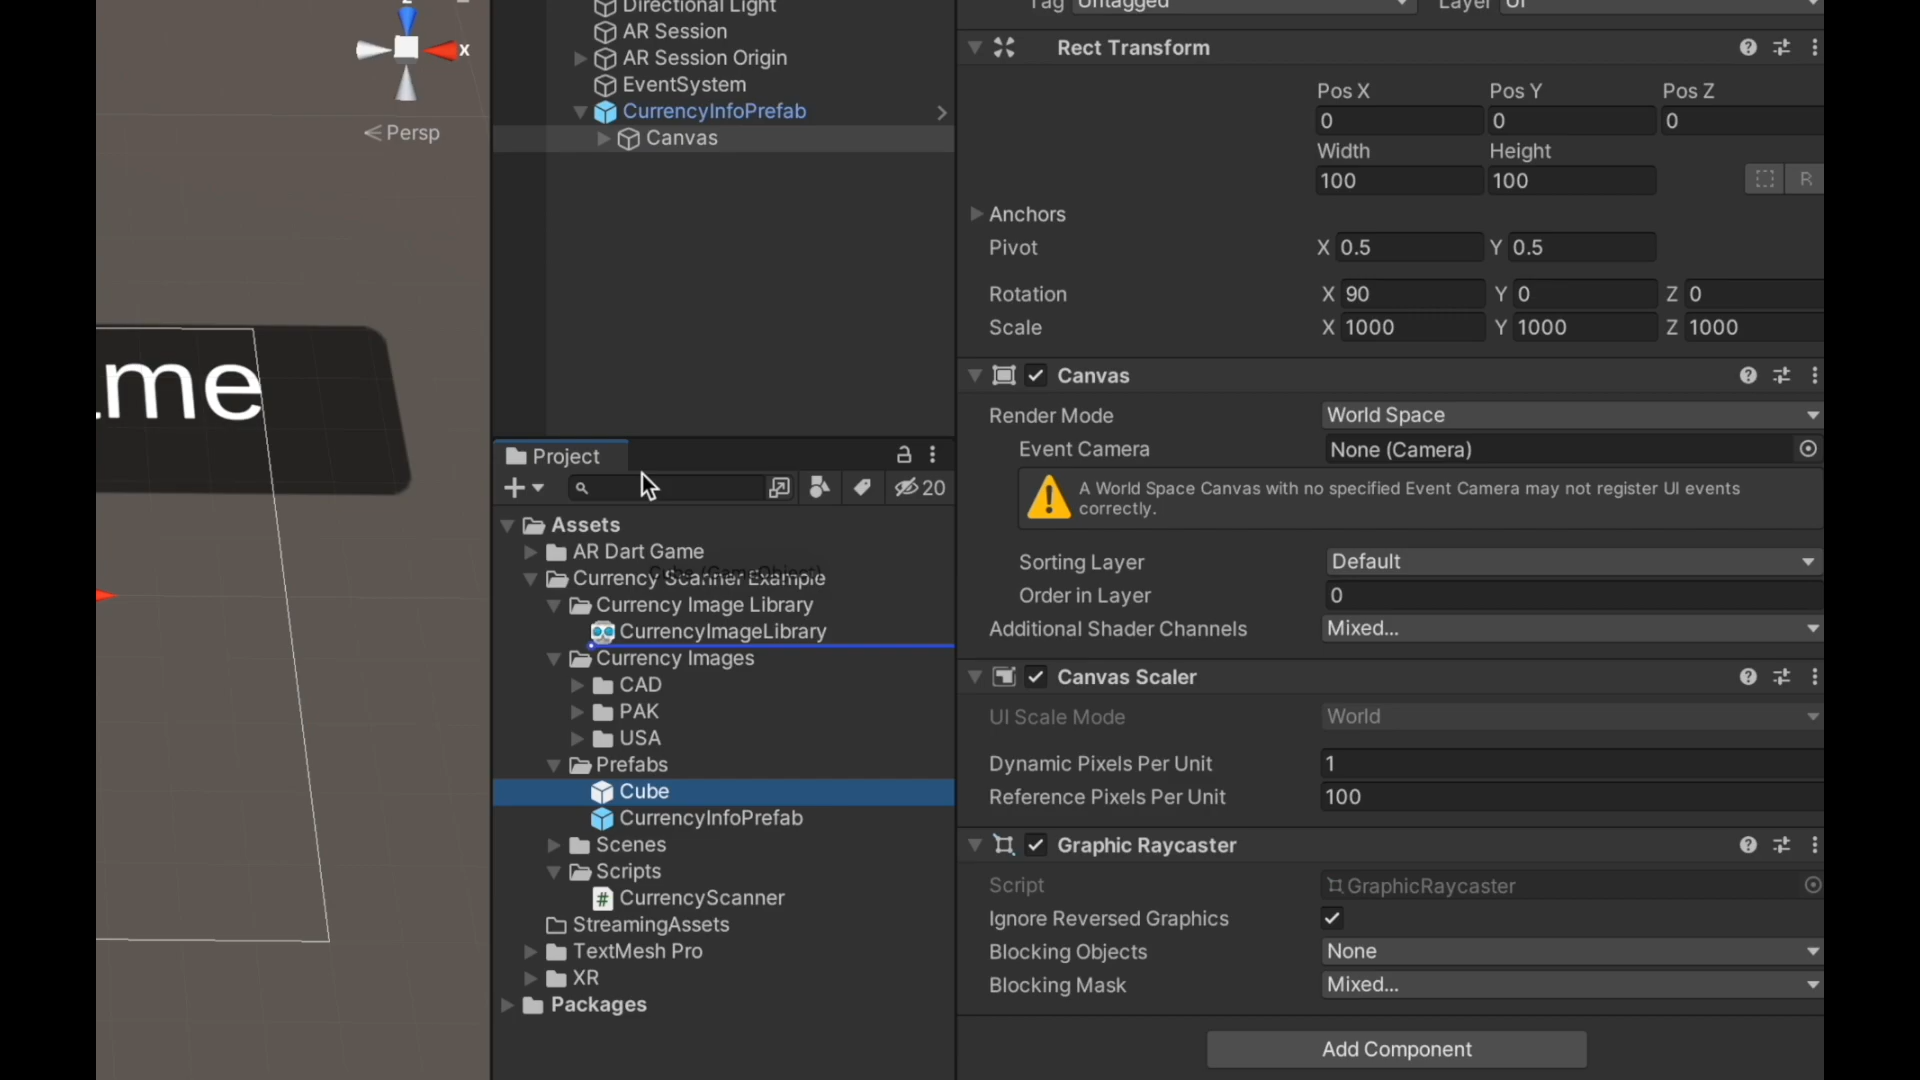 Directional Light
AR Session
AR Session Origin
EventSystem
CurrencyInfoPrefab
Canvas
z
x
Persp
ame
Project
20
Assets
AR Dart Game
Cube (GameObject)
Currency Scanner Example
Currency Image Library
CurrencyImageLibrary
Currency Images
CAD
PAK
USA
Prefabs
Cube
CurrencyInfoPrefab
Scenes
Scripts
CurrencyScanner
StreamingAssets
TextMesh Pro
XR
Packages
Tag Untagged Layer UI
Rect Transform
Pos X Pos Y Pos Z
0 0 0
Width Height
100 100
R
Anchors
Pivot X 0.5 Y 0.5
Rotation X 90 Y 0 Z 0
Scale X 1000 Y 1000 Z 1000
Canvas
Render Mode World Space
Event Camera None (Camera)
A World Space Canvas with no specified Event Camera may not register UI events
correctly.
Sorting Layer Default
Order in Layer 0
Additional Shader Channels Mixed...
Canvas Scaler
UI Scale Mode World
Dynamic Pixels Per Unit 1
Reference Pixels Per Unit 100
Graphic Raycaster
Script GraphicRaycaster
Ignore Reversed Graphics
Blocking Objects None
Blocking Mask Mixed...
Add Component